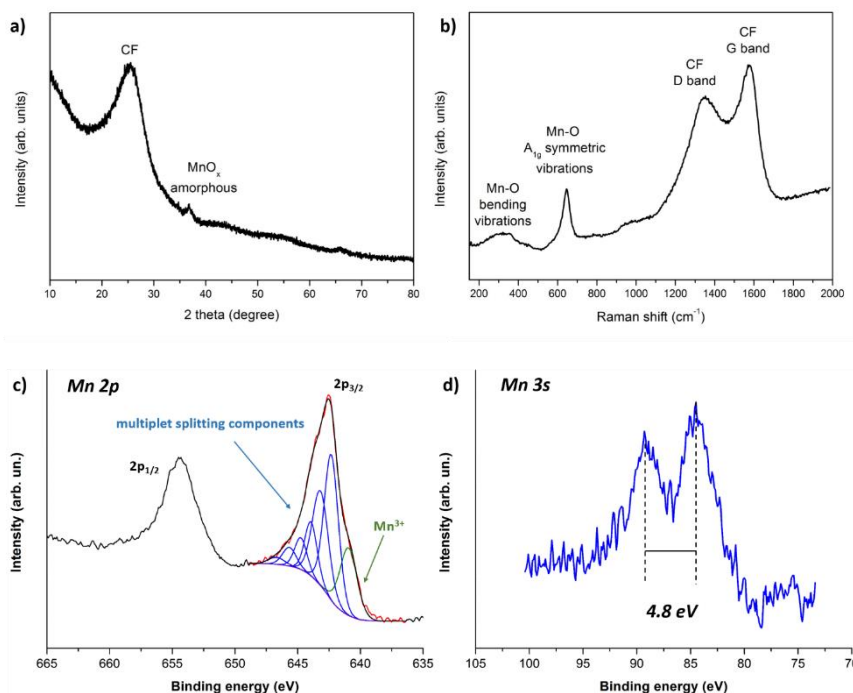 a)
CF
MnOx
amorphous
Intensity (arb. units)
10 20 30 40 50 60 70 80
2 theta (degree)
b)
CF
G band
CF
D band
Mn-O
A1g symmetric
vibrations
Mn-O
bending
vibrations
Intensity (arb. units)
200 400 600 800 1000 1200 1400 1600 1800 2000
Raman shift (cm-1)
c)
Mn 2p
2p3/2
multiplet splitting components
2p1/2
Mn3+
Intensity (arb. un.)
665 660 655 650 645 640 635
Binding energy (eV)
d)
Mn 3s
4.8 eV
Intensity (arb. un.)
105 100 95 90 85 80 75 70
Binding energy (eV)